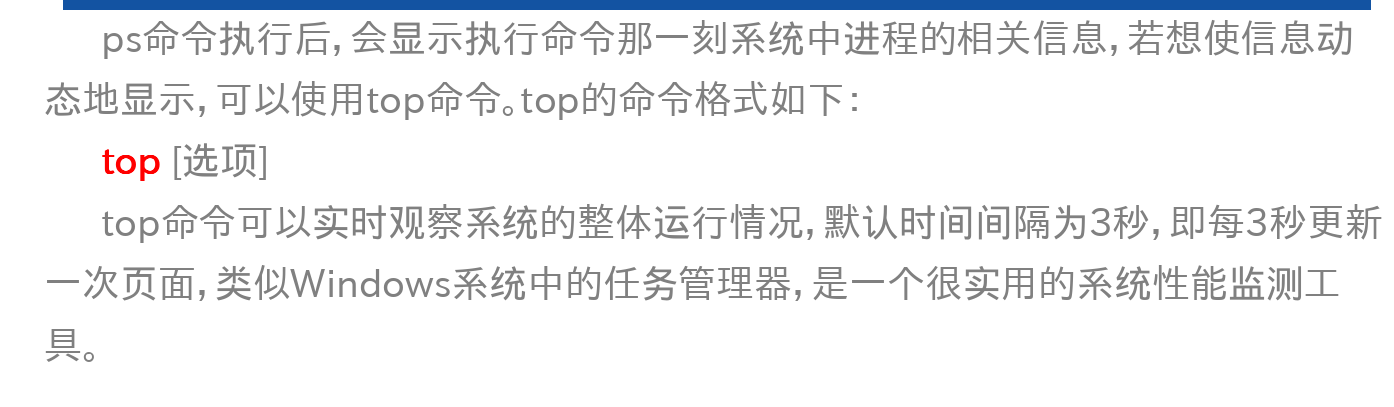 ps命令执行后，会显示执行命令那一刻系统中进程的相关信息，若想使信息动
态地显示，可以使用top命令。top的命令格式如下：
top [选项]
top命令可以实时观察系统的整体运行情况，默认时间间隔为3秒，即每3秒更新
一次页面，类似Windows系统中的任务管理器，是一个很实用的系统性能监测工
具。